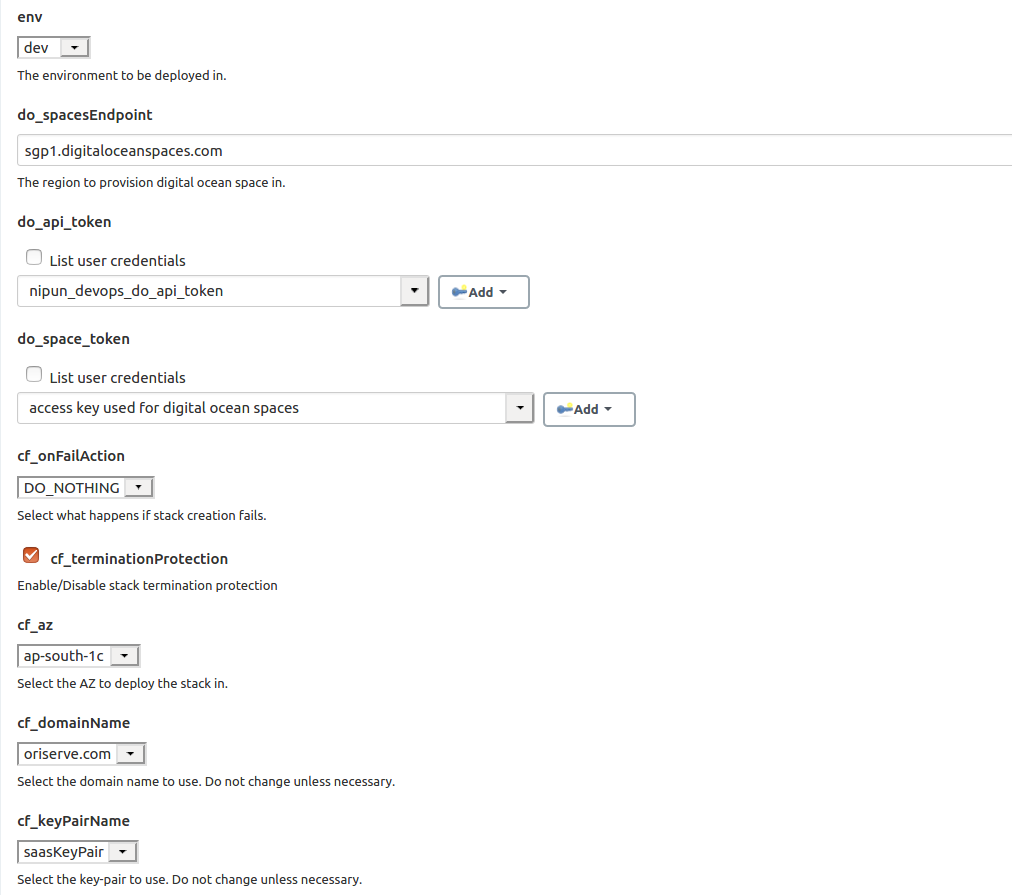 env
dev
The environment to be deployed in.
do_spacesEndpoint
sgp1.digitaloceanspaces.com
The region to provision digital ocean space in.
do_api_token
List user credentials
nipun_devops_do_api_token
Add
do_space_token
List user credentials
access key used for digital ocean spaces
Add
cf_onFailAction
DO_NOTHING
Select what happens if stack creation fails.
cf_terminationProtection
Enable/Disable stack termination protection
cf_az
ap-south-1c
Select the AZ to deploy the stack in.
cf_domainName
oriserve.com
Select the domain name to use. Do not change unless necessary.
cf_keyPairName
saasKeyPair
Select the key-pair to use. Do not change unless necessary.